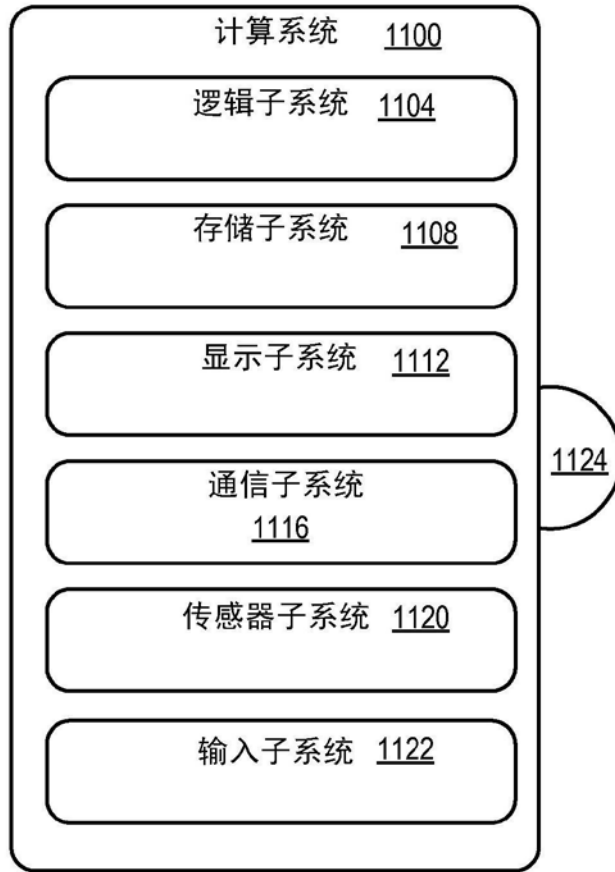 计算系统 1100
逻辑子系统 1104
存储子系统 1108
显示子系统 1112
通信子系统
1116
1124
传感器子系统 1120
输入子系统 1122